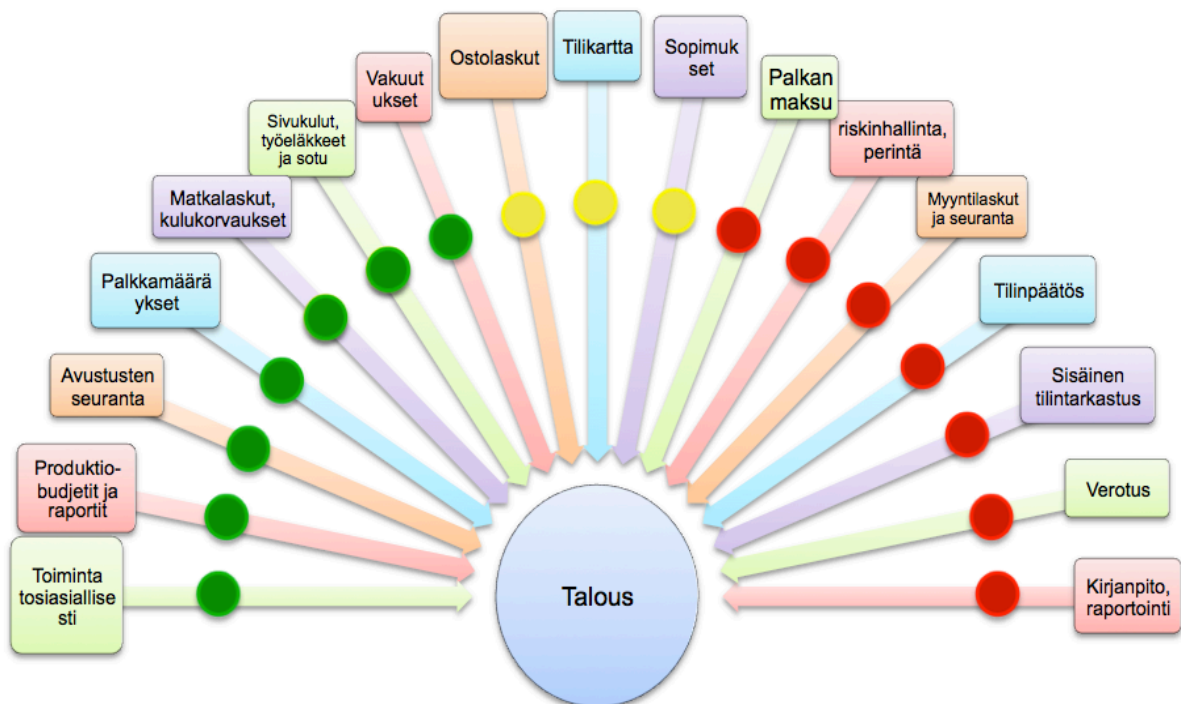 Toiminta
tosiasiallise
sti
Produktio-
budjetit ja
raportit
Avustusten
seuranta
Palkkamäärä
ykset
Matkalaskut,
kulukorvaukset
Sivukulut,
työeläkkeet
ja sotu
Vakuut
ukset
Ostolaskut
Tilikartta
Sopimuk
set
Palkan
maksu
riskinhallinta,
perintä
Myyntilaskut
ja seuranta
Tilinpäätös
Sisäinen
tilintarkastus
Verotus
Kirjanpito,
raportointi
Talous